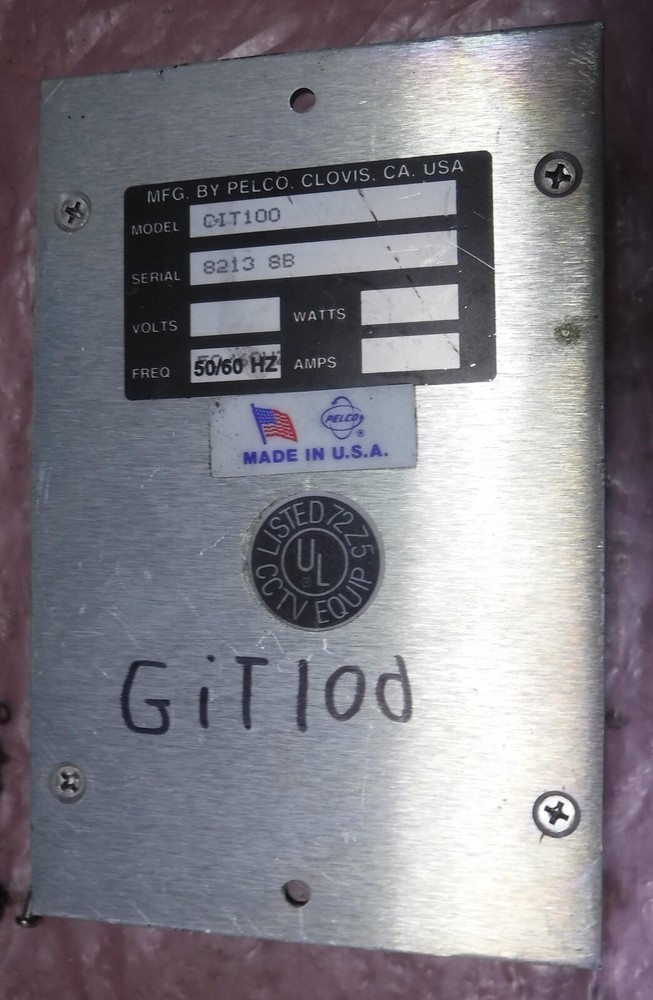 MFG. BY PELCO, CLOVIS, CA. USA
MODEL GIT100
SERIAL 8213 8B
VOLTS WATTS
FREQ 50/60 HZ AMPS
PELCO ®
MADE IN U.S.A.
LISTED 72Z5
UL ®
CCTV EQUIP
GiT10d